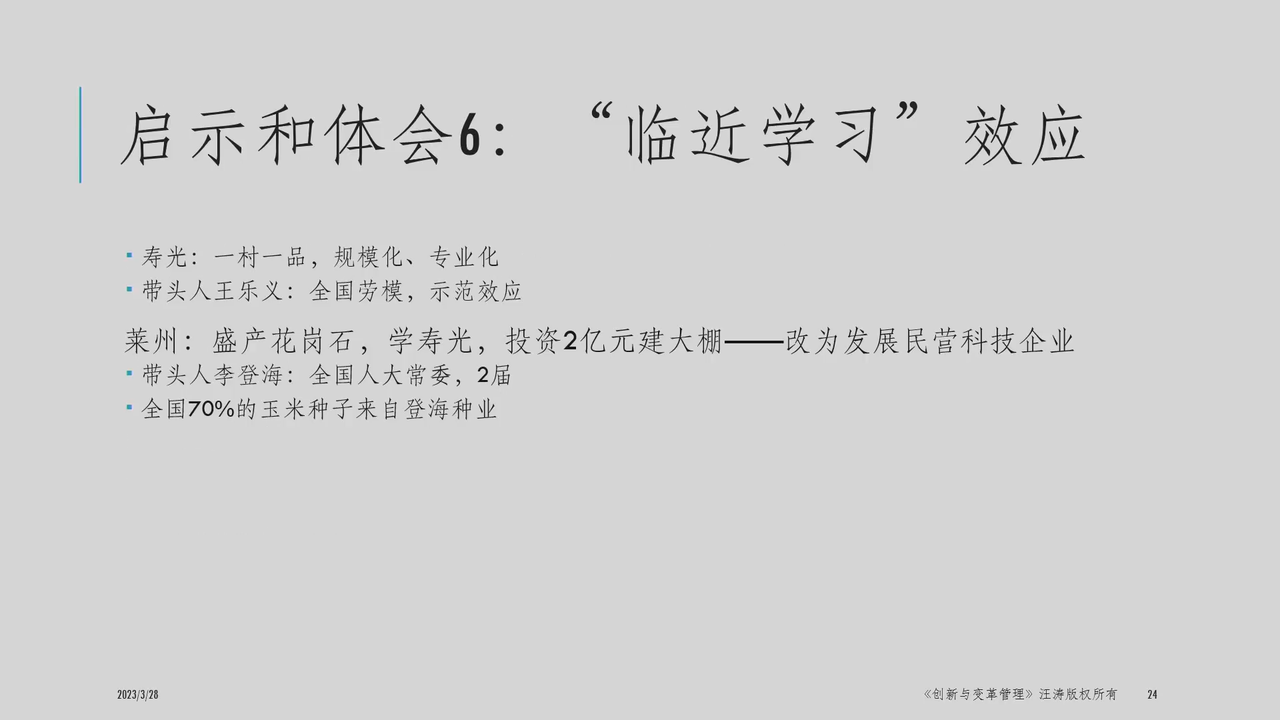 启示和体会6：“临近学习”效应
寿光：一村一品，规模化、专业化
带头人王乐义：全国劳模，示范效应
莱州：盛产花岗石，学寿光，投资2亿元建大棚——改为发展民营科技企业
带头人李登海：全国人大常委，2届
全国70%的玉米种子来自登海种业
2023/3/28
《创新与变革管理》汪涛版权所有
24